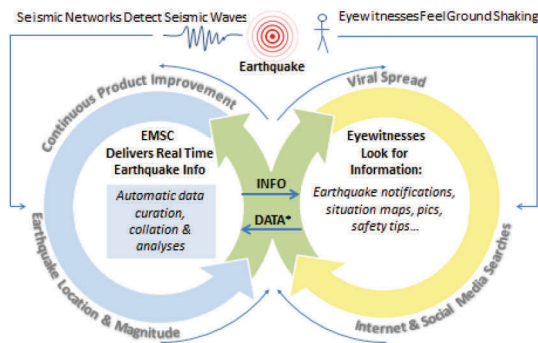 Seismic Networks Detect Seismic Waves
Eyewitnesses Feel Ground Shaking
Earthquake
Continuous Product Improvement
Viral Spread
EMSC
Delivers Real Time
Earthquake Info
Automatic data
curation,
collation &
analyses
INFO
DATA*
Eyewitnesses
Look for
Information:
Earthquake notifications,
situation maps, pics,
safety tips...
Earthquake Location & Magnitude
Internet & Social Media Searches